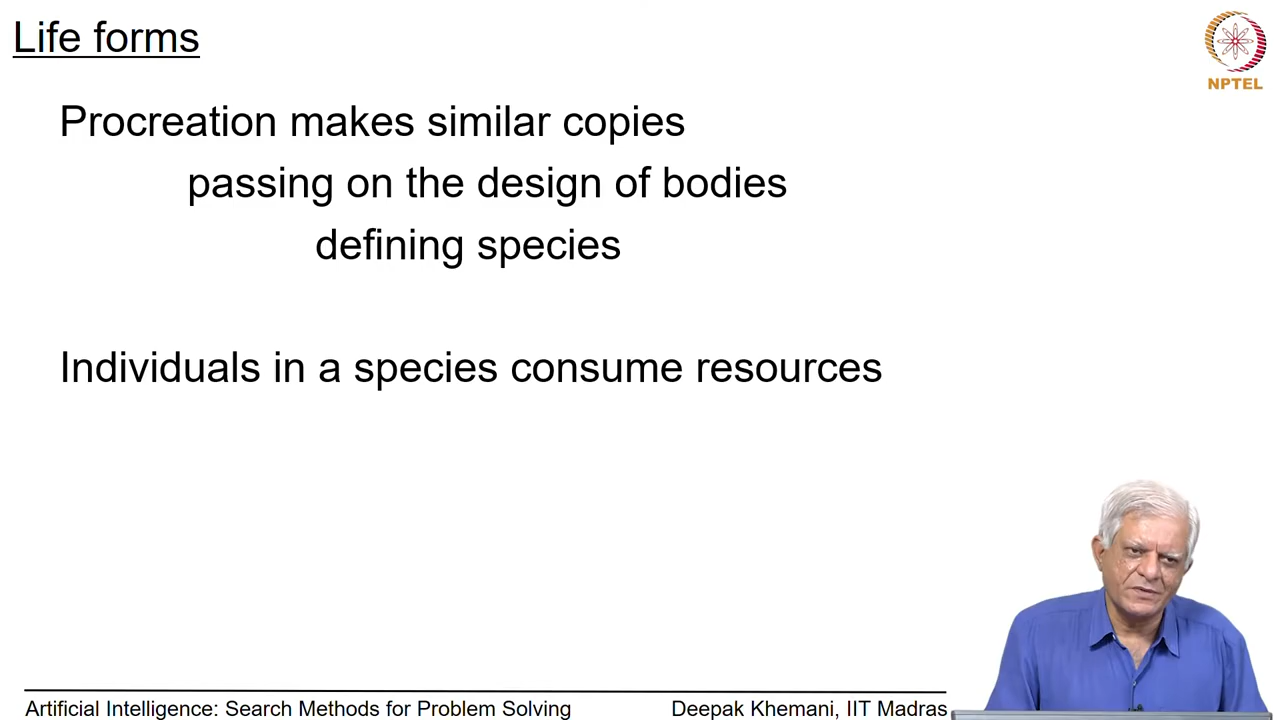 Life forms
NPTEL
Procreation makes similar copies
passing on the design of bodies
defining species
Individuals in a species consume resources
Artificial Intelligence: Search Methods for Problem Solving
Deepak Khemani, IIT Madras